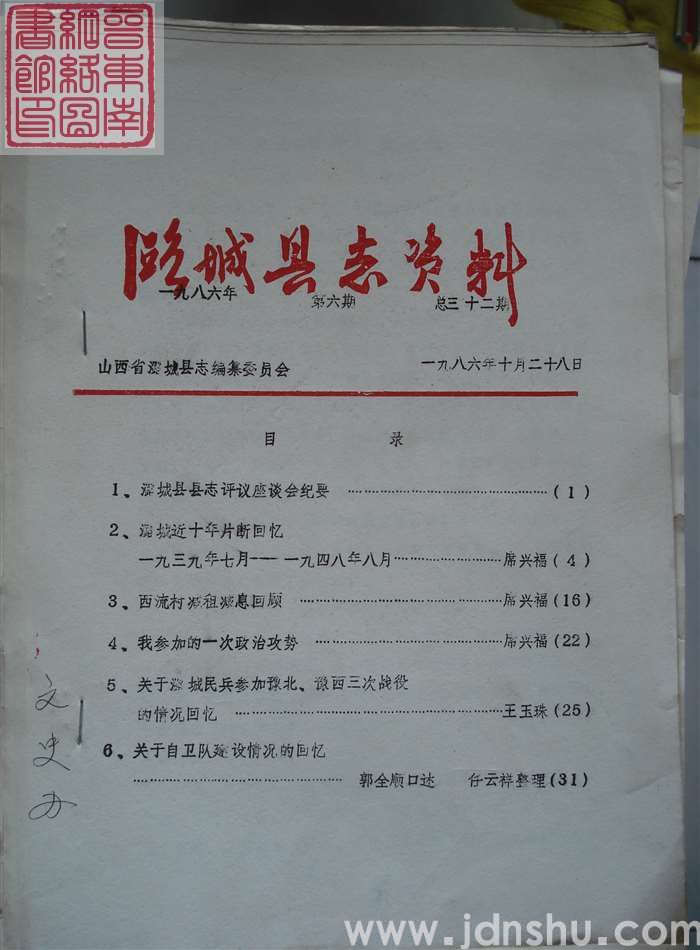 晋东南
網絡圖
書館印
潞城县志资料
一九八六年 第六期 总三十二期
山西省潞城县志编纂委员会 一九八六年十月二十八日
目 录
1、潞城县县志评议座谈会纪要 ………………………………(1)
2、潞城近十年片断回忆
一九三九年七月——一九四八年八月………………席兴福(4)
3、西流村减租减息回顾 ………………………………席兴福(16)
4、我参加的一次政治攻势 ……………………………席兴福(22)
5、关于潞城民兵参加豫北、豫西三次战役
的情况回忆 ………………………………………王玉珠(25)
6、关于自卫队建设情况的回忆
………………………………… 郭全顺口述 任云祥整理(31)
文史办
www.jdnshu.com